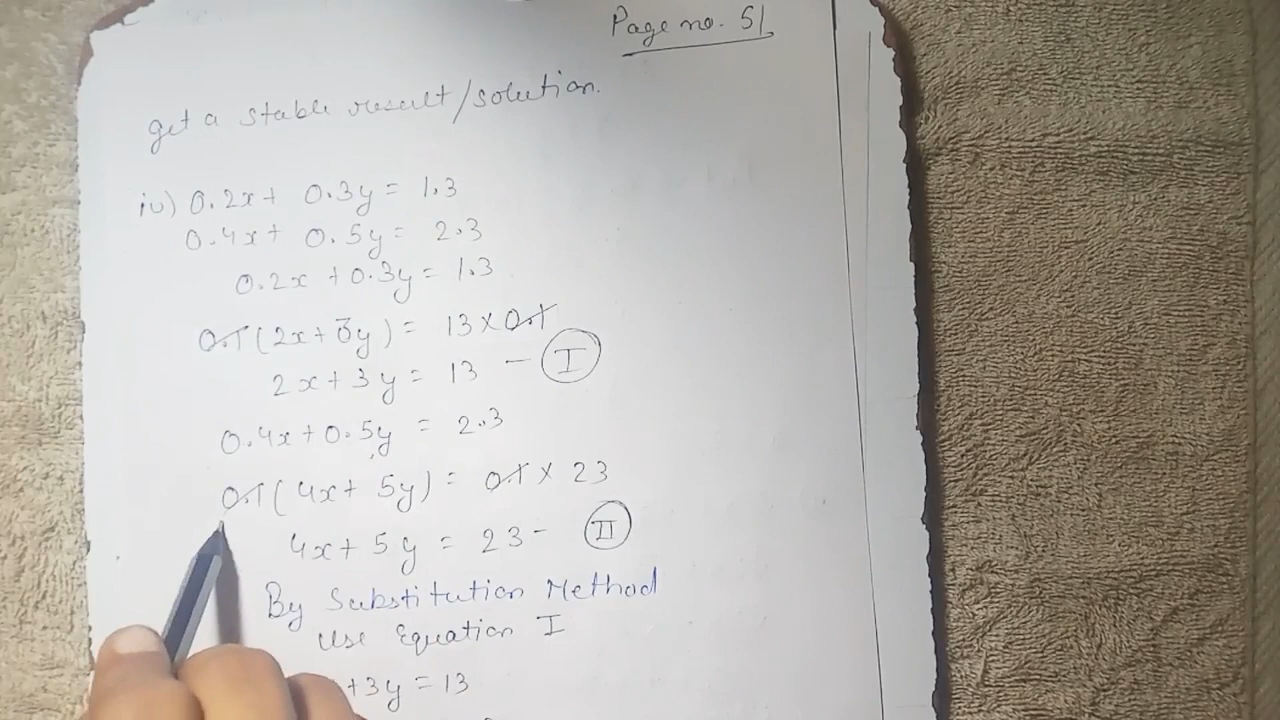 Page no. 51
get a stable result/solution.
iv) 0.2x + 0.3y = 1.3
0.4x + 0.5y = 2.3
0.2x + 0.3y = 1.3
0.1(2x + 3y) = 13 × 0.1
2x + 3y = 13 - I
0.4x + 0.5y = 2.3
0.1(4x + 5y) = 0.1 × 23
4x + 5y = 23 - II
By Substitution Method
Use Equation I
+3y = 13